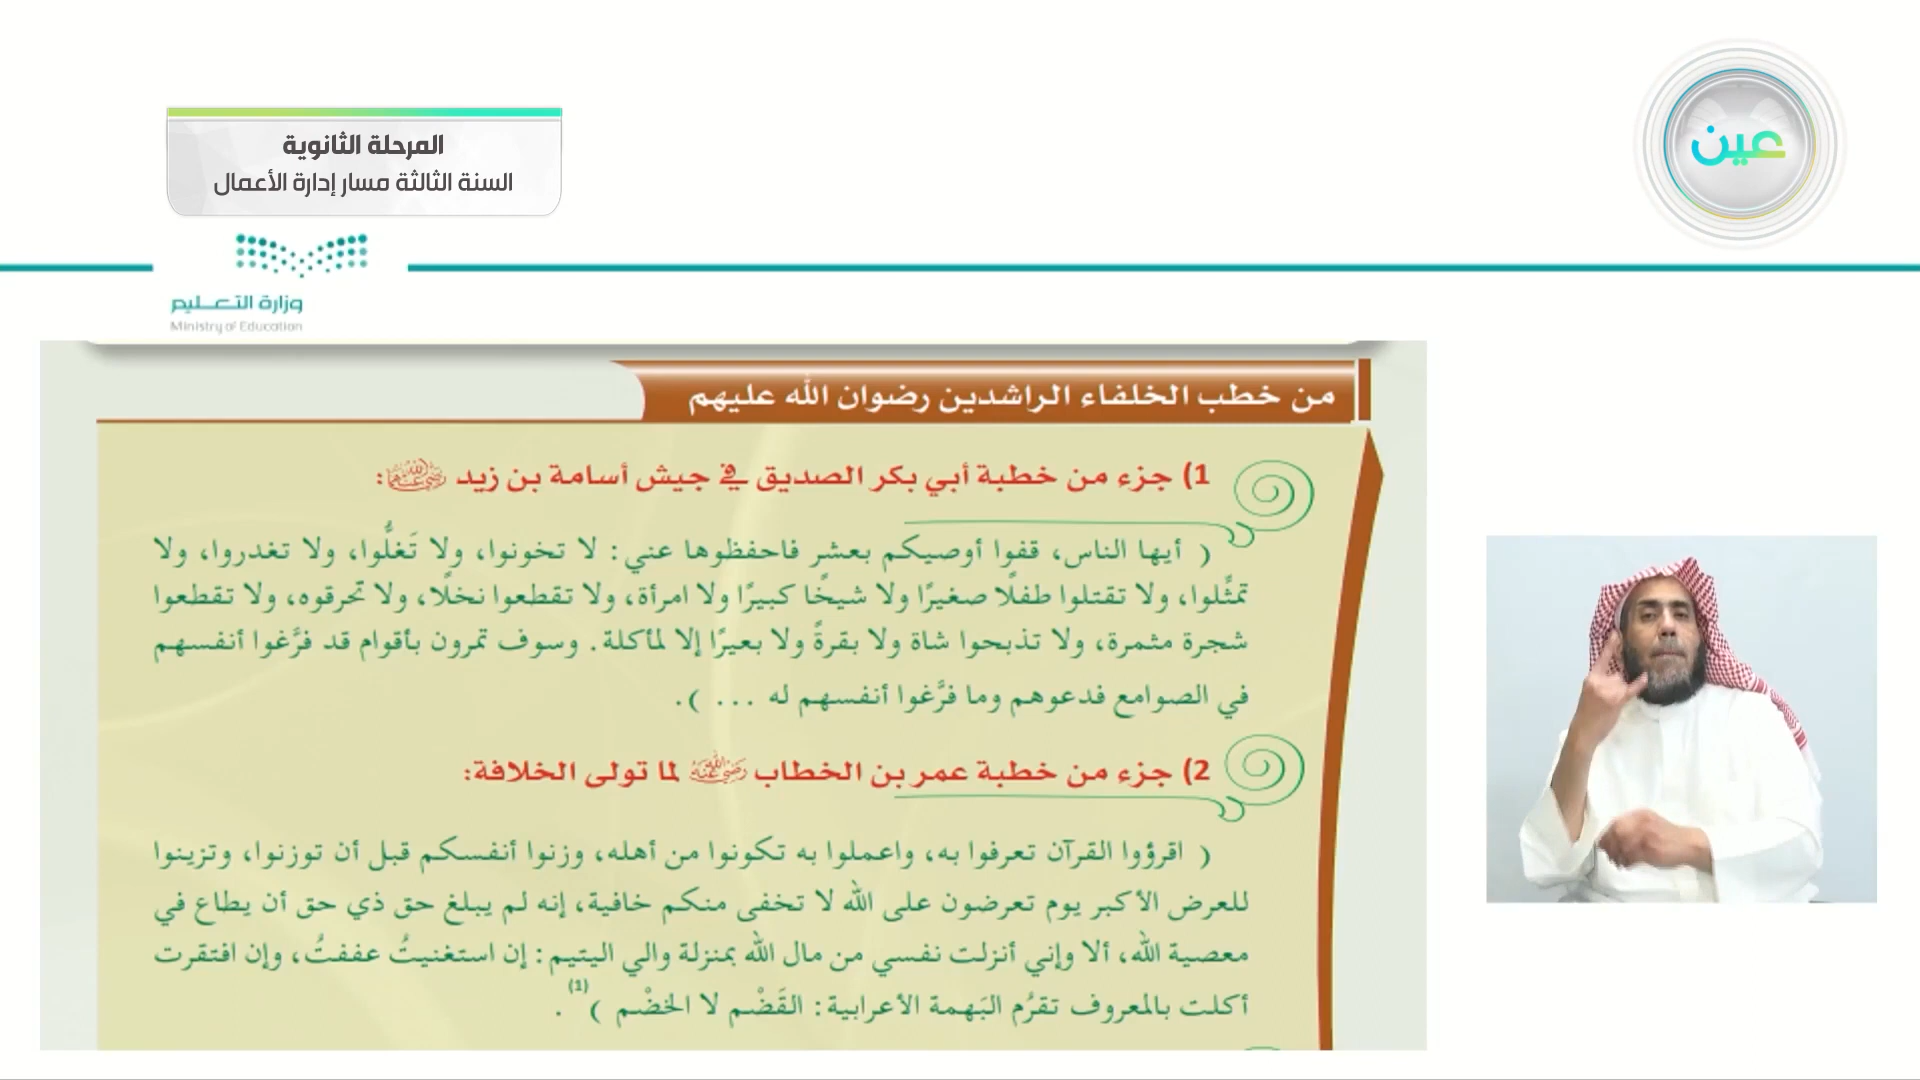 عين
المرحلة الثانوية
السنة الثالثة مسار إدارة الأعمال
وزارة التعليم
Ministry of Education
من خطب الخلفاء الراشدين رضوان الله عليهم
1) جزء من خطبة أبي بكر الصديق في جيش أسامة بن زيد رضي الله عنهما:
( أيها الناس، قفوا أوصيكم بعشر فاحفظوها عني: لا تخونوا، ولا تَغلُّوا، ولا تغدروا، ولا
تمثَّلوا، ولا تقتلوا طفلًا صغيرًا ولا شيخًا كبيرًا ولا امرأة، ولا تقطعوا نخلًا، ولا تحرقوه، ولا تقطعوا
شجرة مثمرة، ولا تذبحوا شاة ولا بقرةً ولا بعيرًا إلا لمأكلة. وسوف تمرون بأقوام قد فرَّغوا أنفسهم
في الصوامع فدعوهم وما فرَّغوا أنفسهم له ... ).
2) جزء من خطبة عمر بن الخطاب رضي الله عنه لما تولى الخلافة:
( اقرؤوا القرآن تعرفوا به، واعملوا به تكونوا من أهله، وزنوا أنفسكم قبل أن توزنوا، وتزينوا
للعرض الأكبر يوم تعرضون على الله لا تخفى منكم خافية، إنه لم يبلغ حق ذي حق أن يطاع في
معصية الله، ألا وإني أنزلت نفسي من مال الله بمنزلة والي اليتيم: إن استغنيتُ عففتُ، وإن افتقرت
أكلت بالمعروف تقرُّم البَهمة الأعرابية: القَضْم لا الخضْم )(1).